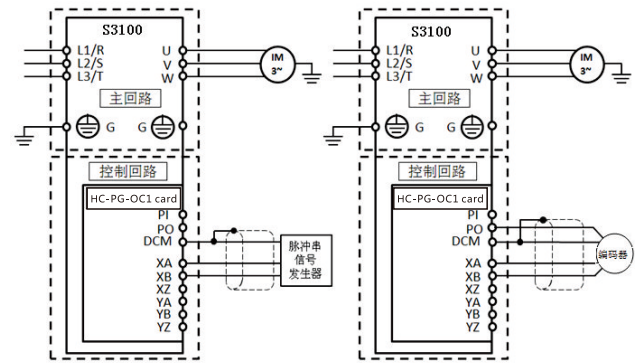 S3100
L1/R
L2/S
L3/T
U
V
W
IM
3~
主回路
G
G
控制回路
HC-PG-OC1 card
PI
PO
DCM
XA
XB
XZ
YA
YB
YZ
脉冲串
信号
发生器
S3100
L1/R
L2/S
L3/T
U
V
W
IM
3~
主回路
G
G
控制回路
HC-PG-OC1 card
PI
PO
DCM
XA
XB
XZ
YA
YB
YZ
编码器